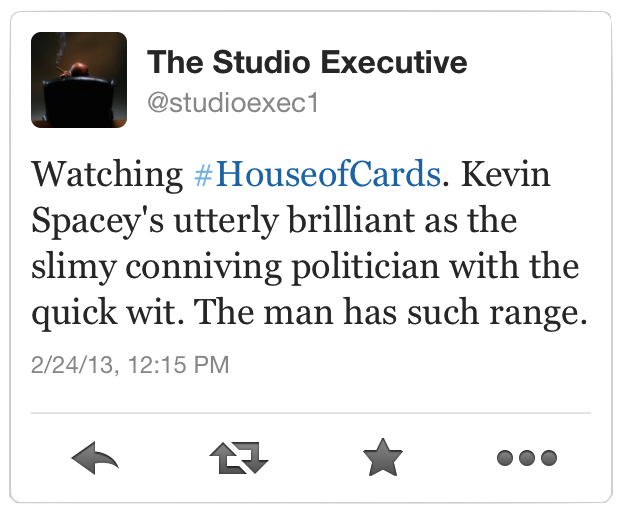 The Studio Executive
@studioexec1
Watching #HouseofCards. Kevin
Spacey's utterly brilliant as the
slimy conniving politician with the
quick wit. The man has such range.
2/24/13, 12:15 PM